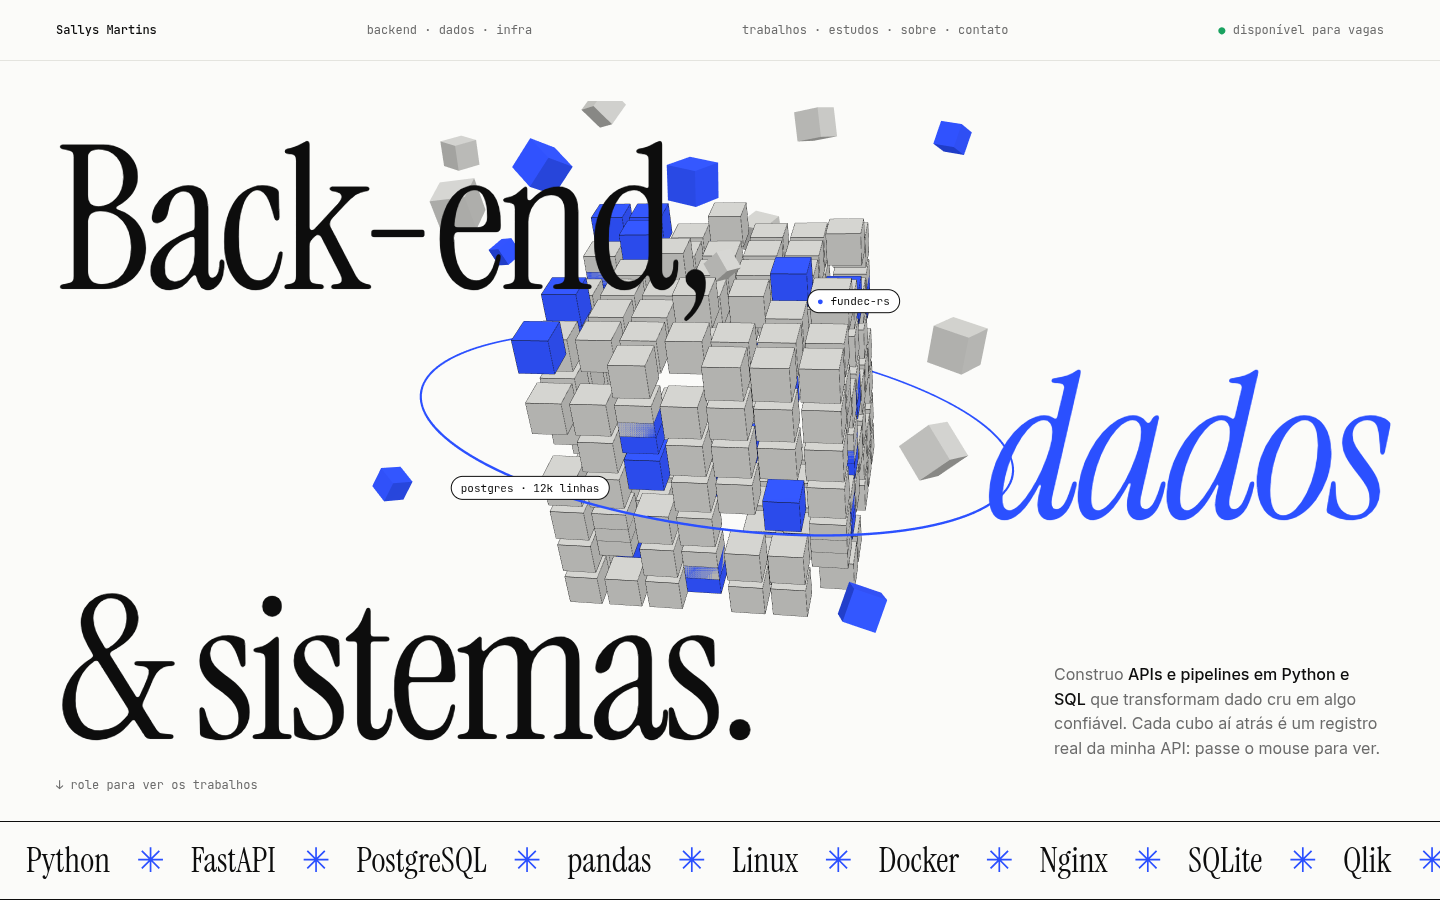 Sallys Martins
backend · dados · infra
trabalhos · estudos · sobre · contato
● disponível para vagas
Back-end,
● fundec-rs
dados
postgres · 12k linhas
& sistemas.
Construo APIs e pipelines em Python e
SQL que transformam dado cru em algo
confiável. Cada cubo aí atrás é um registro
real da minha API: passe o mouse para ver.
↓ role para ver os trabalhos
Python ✳ FastAPI ✳ PostgreSQL ✳ pandas ✳ Linux ✳ Docker ✳ Nginx ✳ SQLite ✳ Qlik ✳